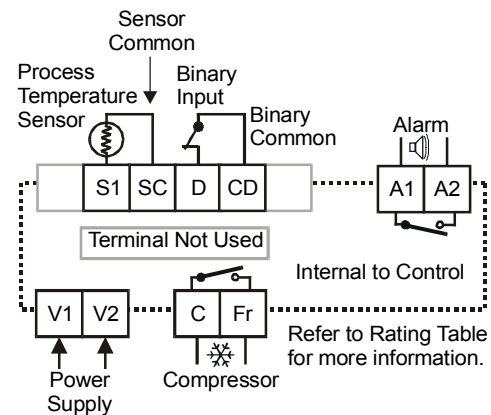 Sensor
Common
Process
Temperature
Sensor
Binary
Input
Binary
Common
Alarm
S1 SC D CD
A1 A2
Terminal Not Used
Internal to Control
V1 V2
C Fr
Refer to Rating Table
for more information.
Power
Supply
Compressor